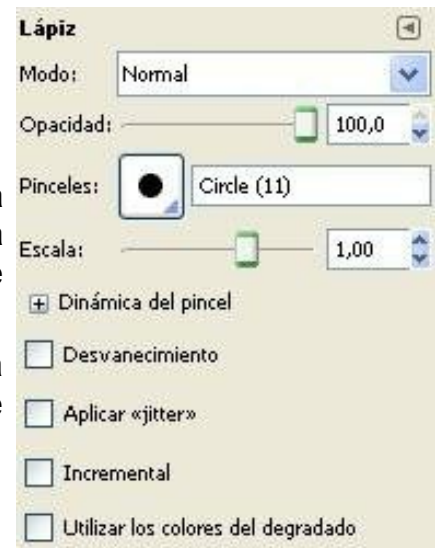 Lápiz
Modo: Normal
Opacidad: 100,0
Pinceles: Circle (11)
Escala: 1,00
Dinámica del pincel
Desvanecimiento
Aplicar «jitter»
Incremental
Utilizar los colores del degradado